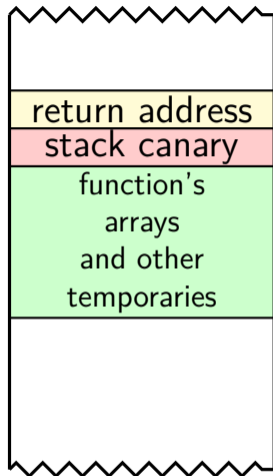 return address
stack canary
function's
arrays
and other
temporaries